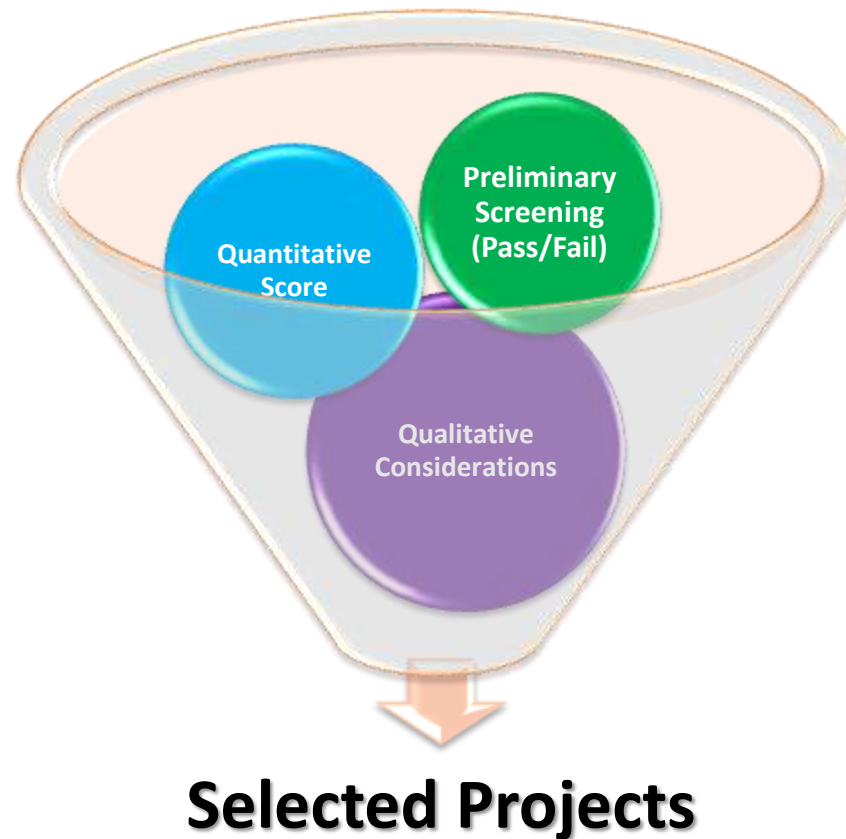 Preliminary
Screening
(Pass/Fail)
Quantitative
Score
Qualitative
Considerations
Selected Projects